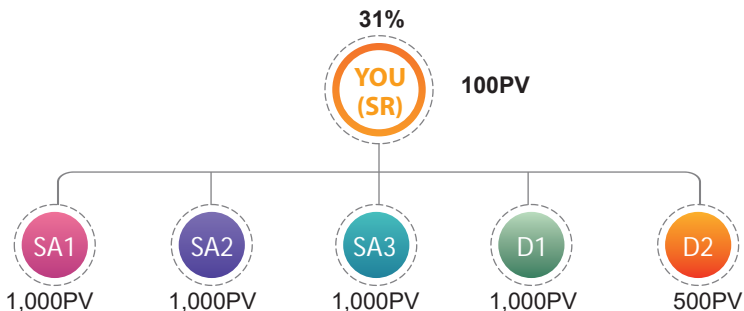 31%
YOU
(SR)
100PV
SA1
SA2
SA3
D1
D2
1,000PV
1,000PV
1,000PV
1,000PV
500PV